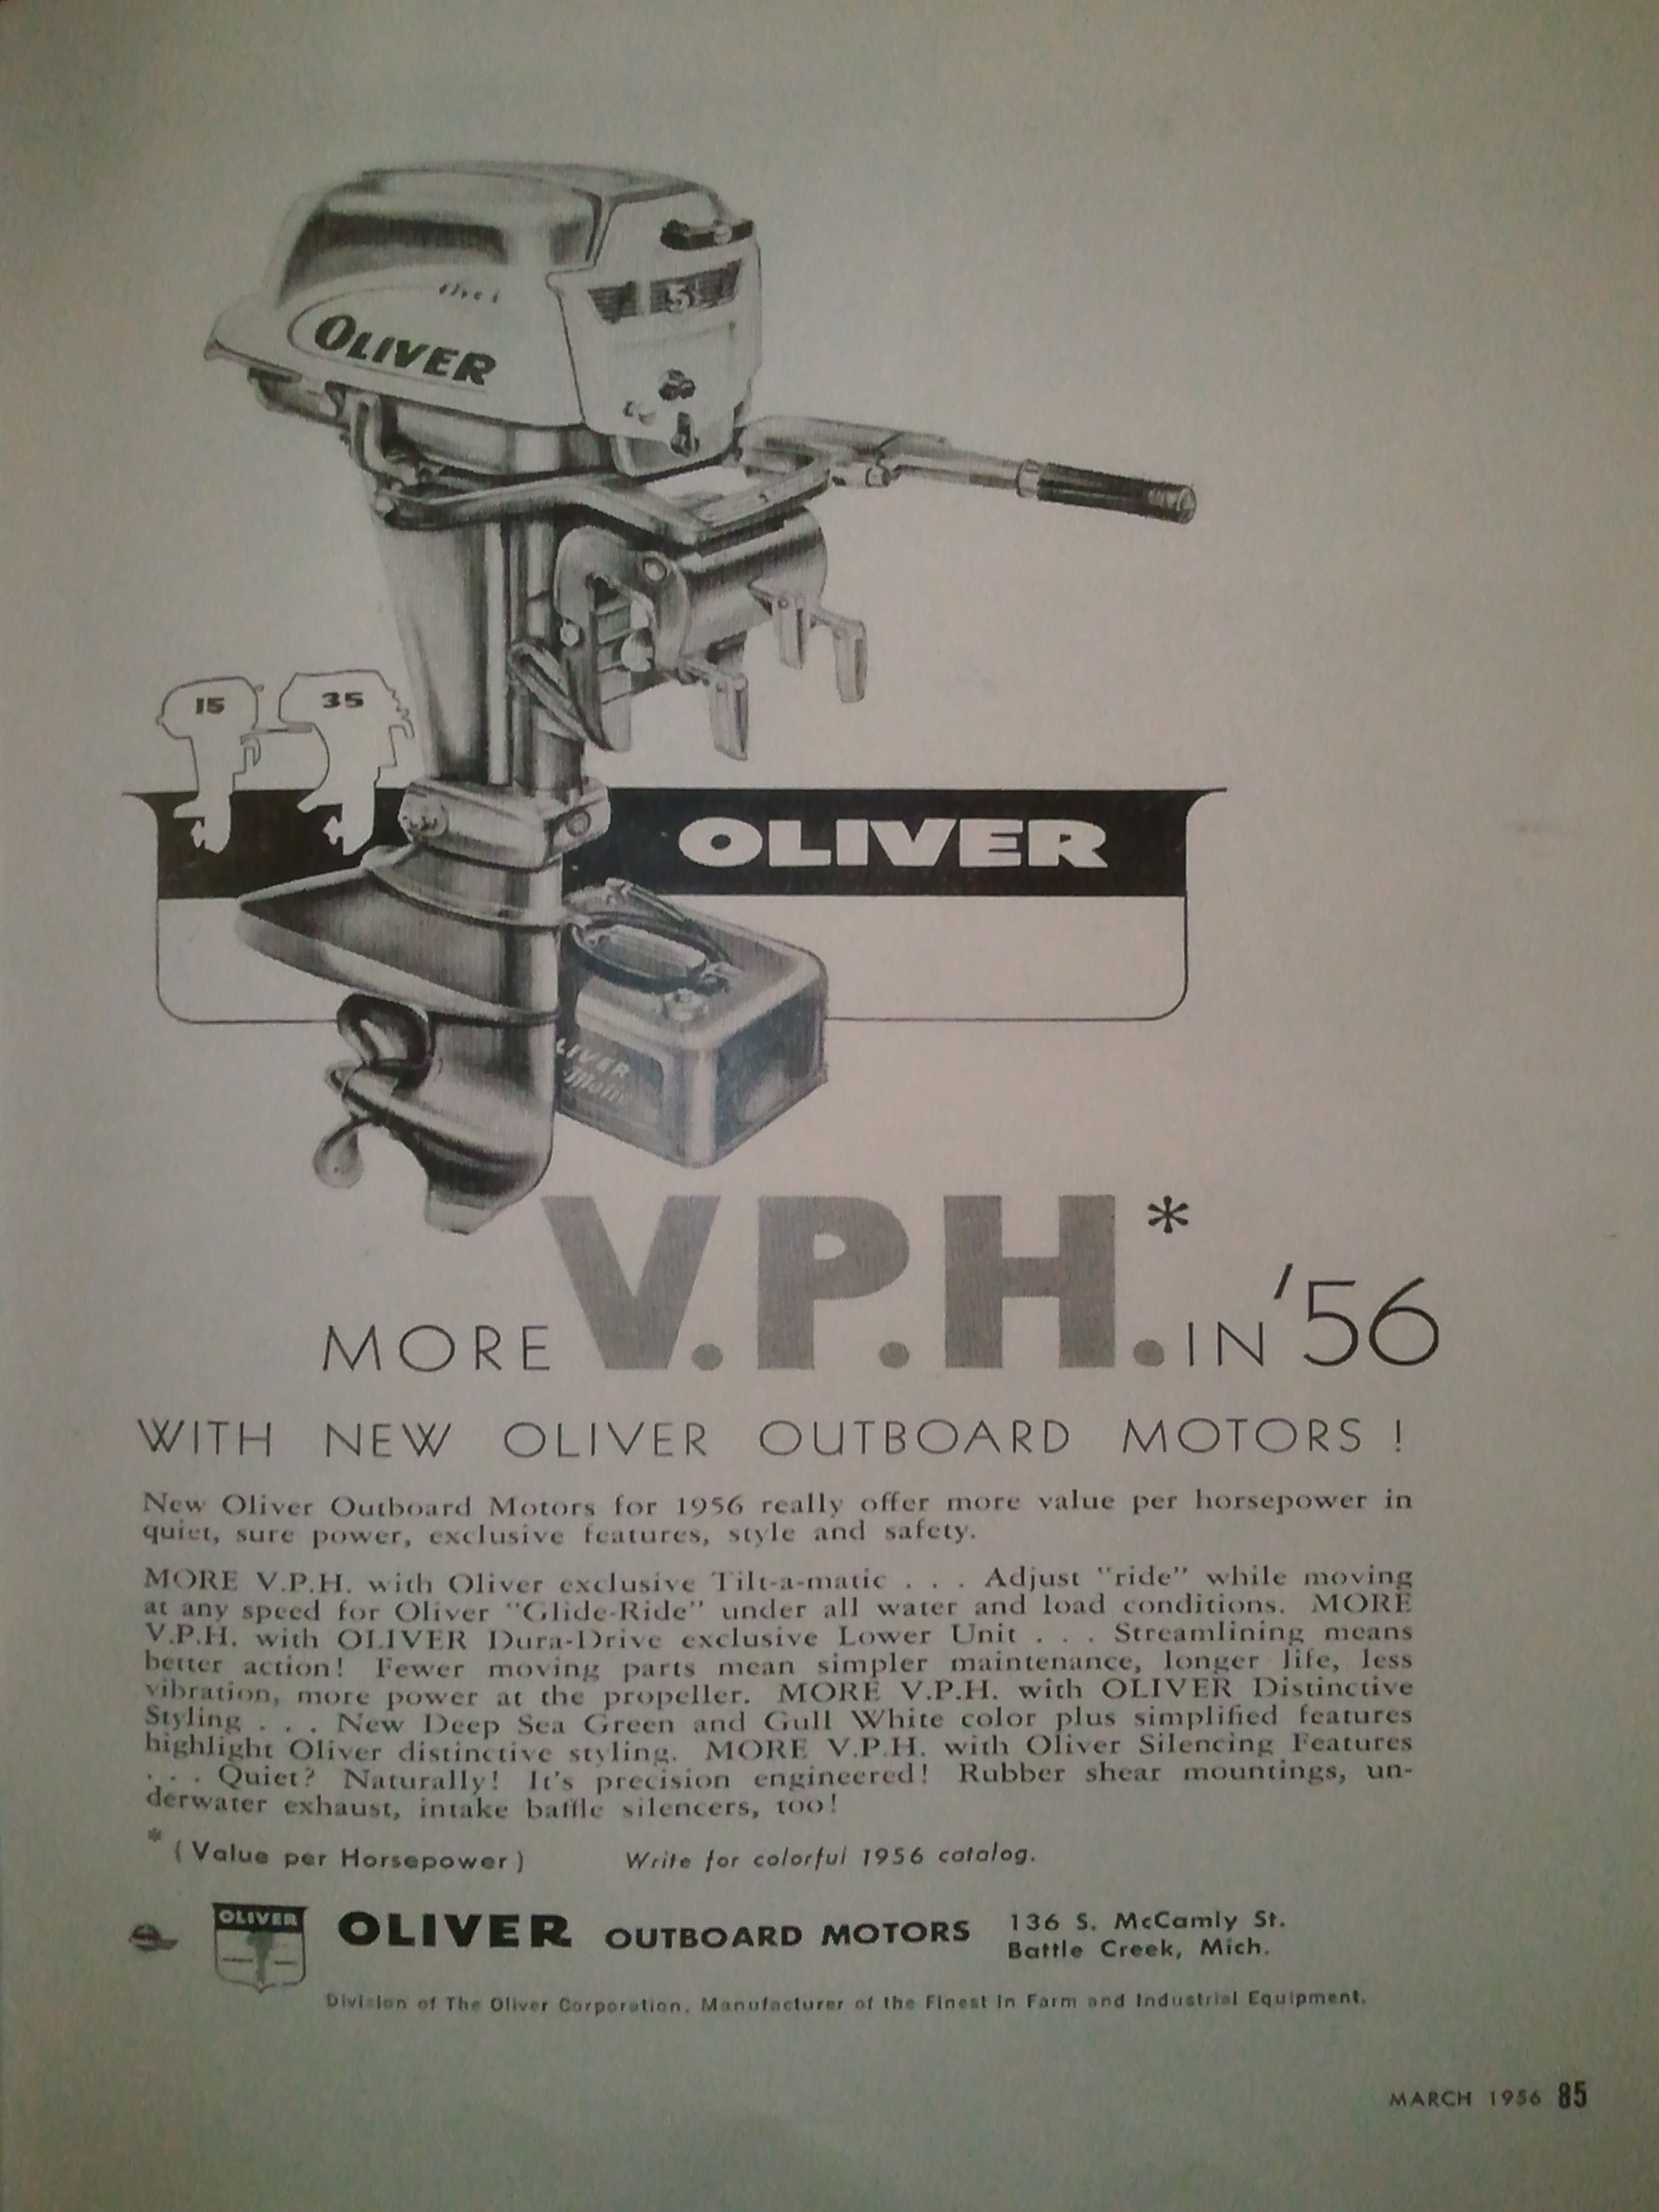 OLIVER
5
15
35
OLIVER
LIVER
Matic
MORE V.P.H.* IN '56
WITH NEW OLIVER OUTBOARD MOTORS !
New Oliver Outboard Motors for 1956 really offer more value per horsepower in
quiet, sure power, exclusive features, style and safety.
MORE V.P.H. with Oliver exclusive Tilt-a-matic . . . Adjust "ride" while moving
at any speed for Oliver "Glide-Ride" under all water and load conditions. MORE
V.P.H. with OLIVER Dura-Drive exclusive Lower Unit . . . Streamlining means
better action! Fewer moving parts mean simpler maintenance, longer life, less
vibration, more power at the propeller. MORE V.P.H. with OLIVER Distinctive
Styling . . . New Deep Sea Green and Gull White color plus simplified features
highlight Oliver distinctive styling. MORE V.P.H. with Oliver Silencing Features
. . . Quiet? Naturally! It's precision engineered! Rubber shear mountings, un-
derwater exhaust, intake baffle silencers, too!
* (Value per Horsepower) Write for colorful 1956 catalog.
OLIVER
OLIVER OUTBOARD MOTORS
136 S. McCamly St.
Battle Creek, Mich.
Division of The Oliver Corporation, Manufacturer of the Finest in Farm and Industrial Equipment.
MARCH 1956 85